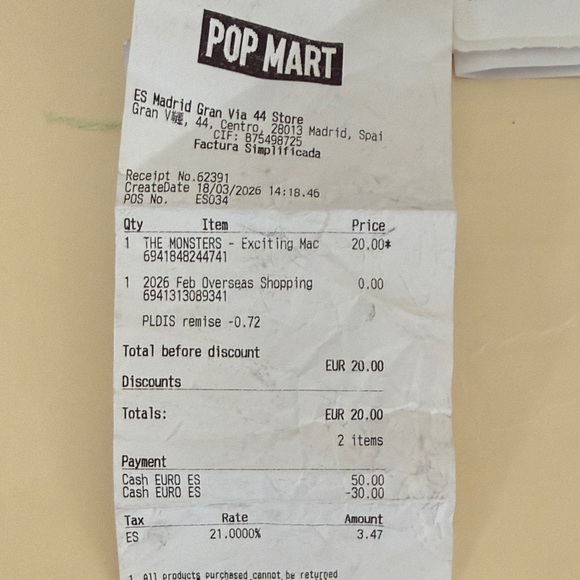 POP MART
ES Madrid Gran Via 44 Store
Gran 44, Centro, 28013 Madrid, Spai
CIF: B75498725
Factura Simplificada
Receipt No.62391
CreateDate 18/03/2026 14:18.46
POS No. ES034
Qty Item Price
1 THE MONSTERS - Exciting Mac 20.00*
6941848244741
1 2026 Feb Overseas Shopping 0.00
6941313089341
PLDIS remise -0.72
Total before discount
EUR 20.00
Discounts
Totals: EUR 20.00
2 items
Payment
Cash EURO ES 50.00
Cash EURO ES -30.00
Tax Rate Amount
ES 21.0000% 3.47
1. All products purchased cannot be returned